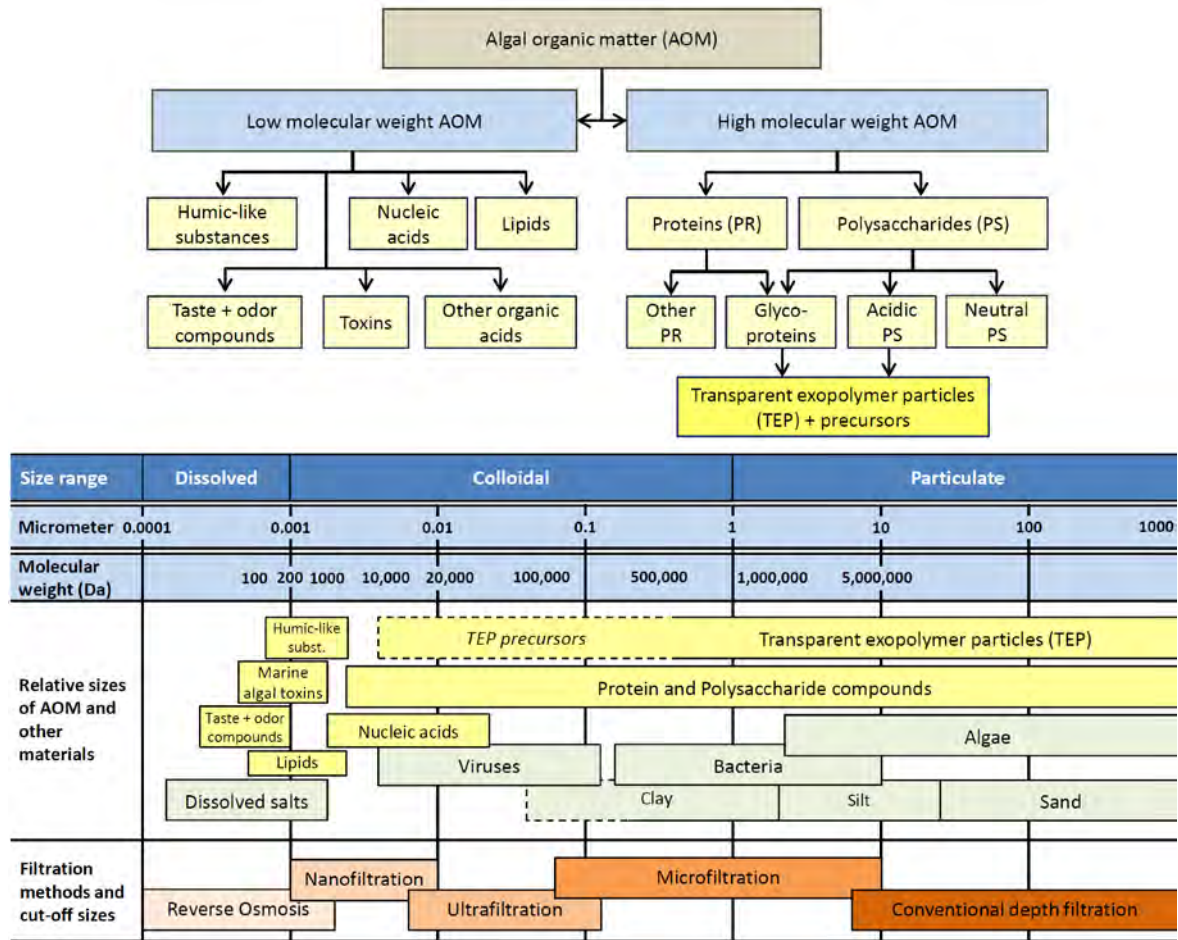 Algal organic matter (AOM)
Low molecular weight AOM
High molecular weight AOM
Humic-like
substances
Nucleic
acids
Lipids
Proteins (PR)
Polysaccharides (PS)
Taste + odor
compounds
Toxins
Other organic
acids
Other
PR
Glyco-
proteins
Acidic
PS
Neutral
PS
Transparent exopolymer particles
(TEP) + precursors
Size range Dissolved Colloidal Particulate
Micrometer 0.0001 0.001 0.01 0.1 1 10 100 1000
Molecular
weight (Da)
100 200 1000 10,000 20,000 100,000 500,000 1,000,000 5,000,000
Relative sizes
of AOM and
other
materials
Humic-like
subst.
TEP precursors
Transparent exopolymer particles (TEP)
Marine
algal toxins
Protein and Polysaccharide compounds
Taste + odor
compounds
Nucleic acids
Algae
Lipids
Viruses
Bacteria
Dissolved salts
Clay
Silt
Sand
Filtration
methods and
cut-off sizes
Nanofiltration
Microfiltration
Reverse Osmosis
Ultrafiltration
Conventional depth filtration